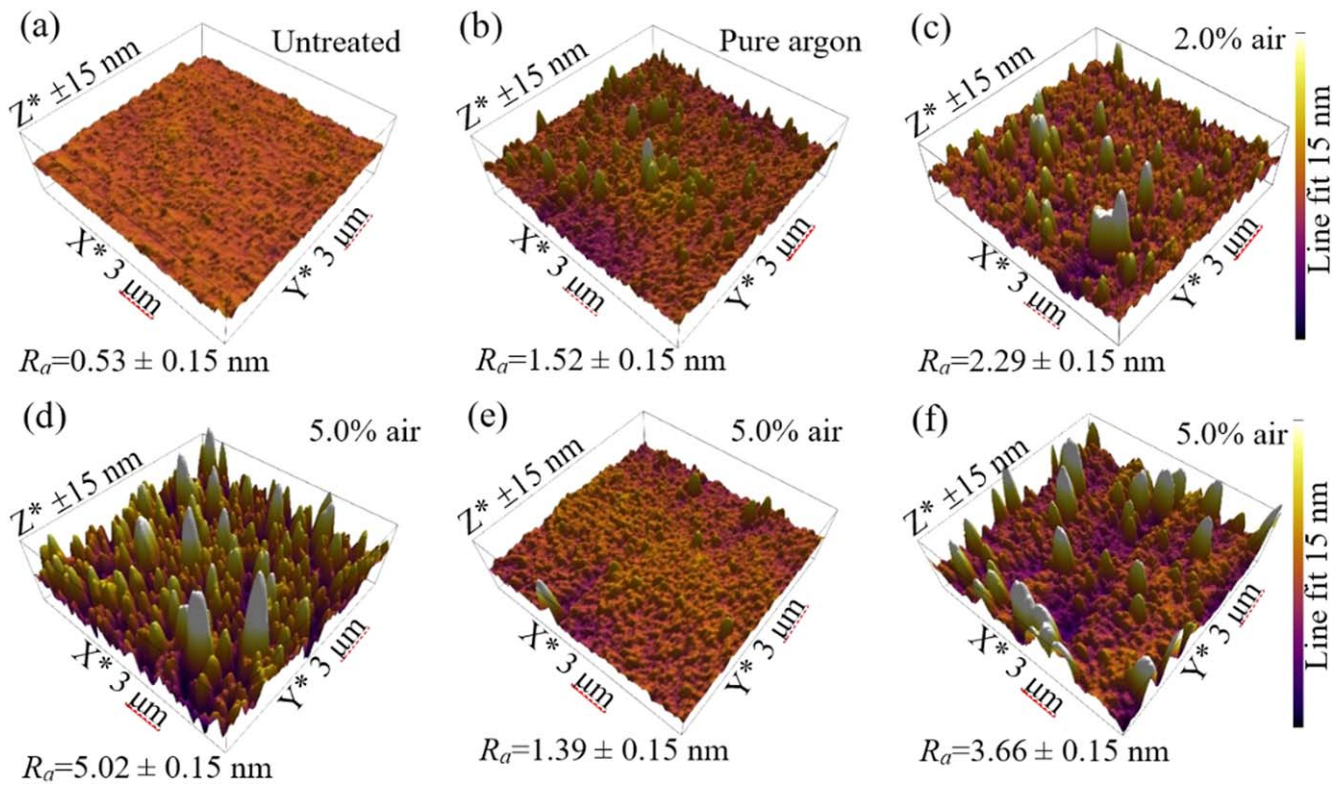 (a)
Untreated
Z* ±15 nm
X* 3 μm
Y* 3 μm
Ra=0.53 ± 0.15 nm
(b)
Pure argon
Z* ±15 nm
X* 3 μm
Y* 3 μm
Ra=1.52 ± 0.15 nm
(c)
2.0% air
Z* ±15 nm
X* 3 μm
Y* 3 μm
Ra=2.29 ± 0.15 nm
Line fit 15 nm
(d)
5.0% air
Z* ±15 nm
X* 3 μm
Y* 3 μm
Ra=5.02 ± 0.15 nm
(e)
5.0% air
Z* ±15 nm
X* 3 μm
Y* 3 μm
Ra=1.39 ± 0.15 nm
(f)
5.0% air
Z* ±15 nm
X* 3 μm
Y* 3 μm
Ra=3.66 ± 0.15 nm
Line fit 15 nm